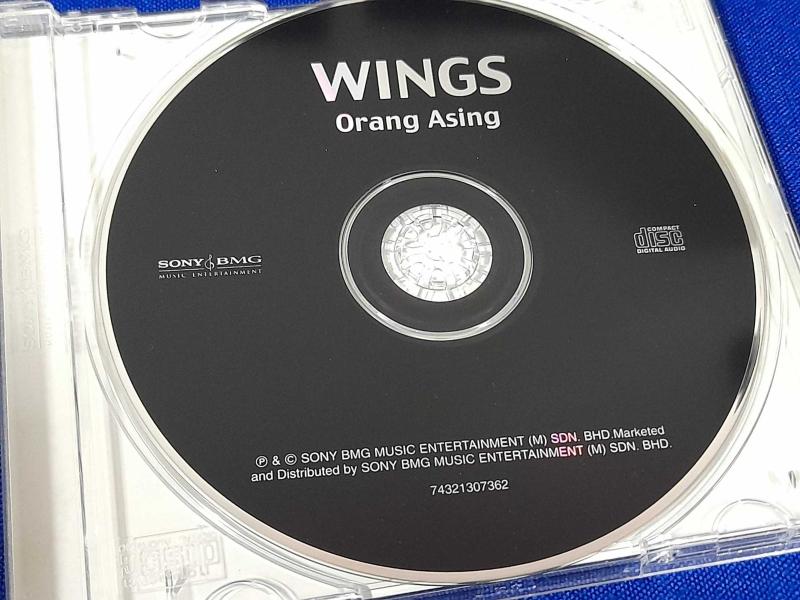 WINGS
Orang Asing
SONY BMG
MUSIC ENTERTAINMENT
COMPACT
disc
DIGITAL AUDIO
℗ & © SONY BMG MUSIC ENTERTAINMENT (M) SDN. BHD.Marketed
and Distributed by SONY BMG MUSIC ENTERTAINMENT (M) SDN. BHD.
74321307362